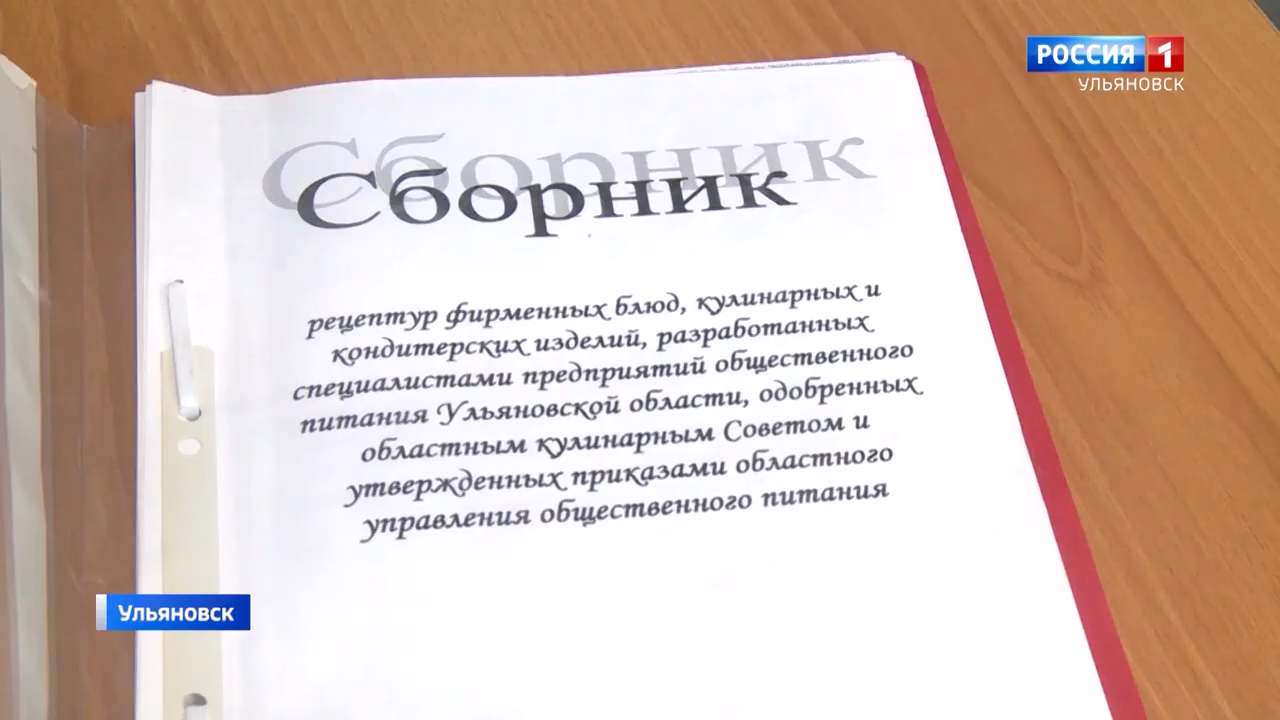 РОССИЯ 1
УЛЬЯНОВСК
Сборник
рецептур фирменных блюд, кулинарных и
кондитерских изделий, разработанных
специалистами предприятий общественного
питания Ульяновской области, одобренных
областным кулинарным Советом и
утвержденных приказами областного
управления общественного питания
УЛЬЯНОВСК